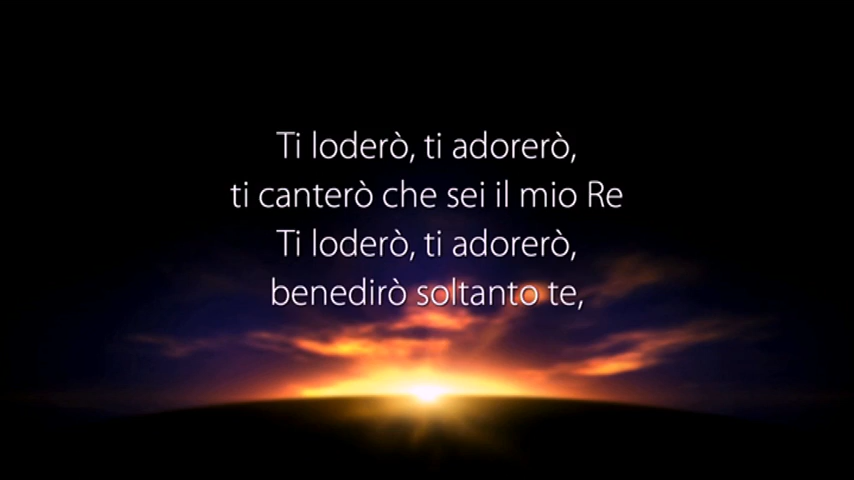 Ti loderò, ti adorerò,
ti canterò che sei il mio Re
Ti loderò, ti adorerò,
benedirò soltanto te,